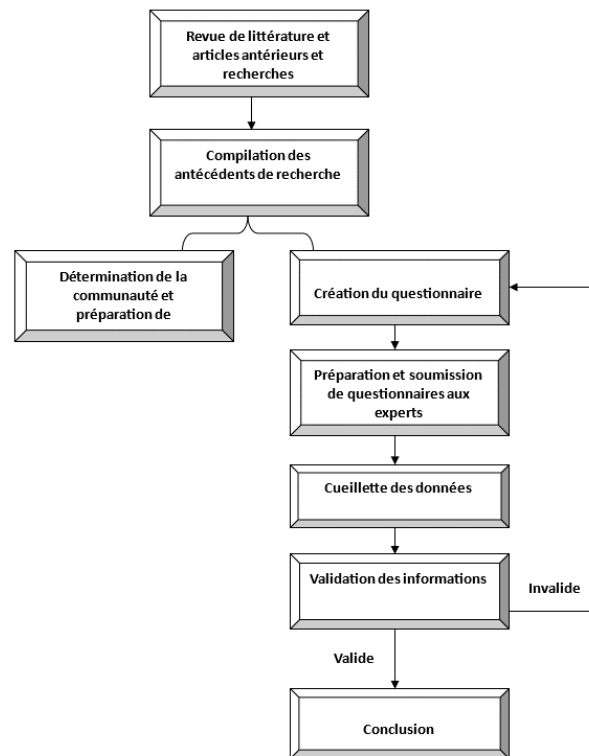 Revue de littérature et
articles antérieurs et
recherches
Compilation des
antécédents de recherche
Détermination de la
communauté et
préparation de
Création du questionnaire
Préparation et soumission
de questionnaires aux
experts
Cueillette des données
Validation des informations
Invalide
Valide
Conclusion